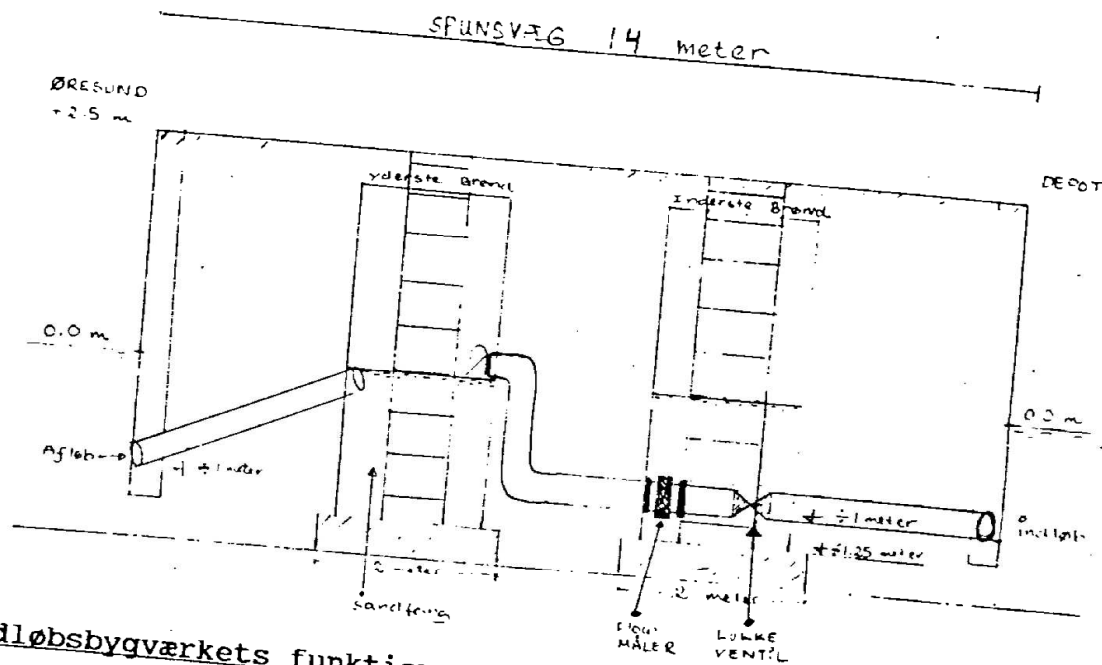 SPUNSVÆG 14 meter
ØRESUND
+2.5 m
DEPOT
yderste Brønd
Inderste Brønd
0.0 m
0.0 m
Afløb
÷1 meter
÷1 meter
÷1.25 meter
indløb
2 meter
2 meter
sandfang
Flow
MÅLER
LUKKE
VENTIL
dløbsbygværkets